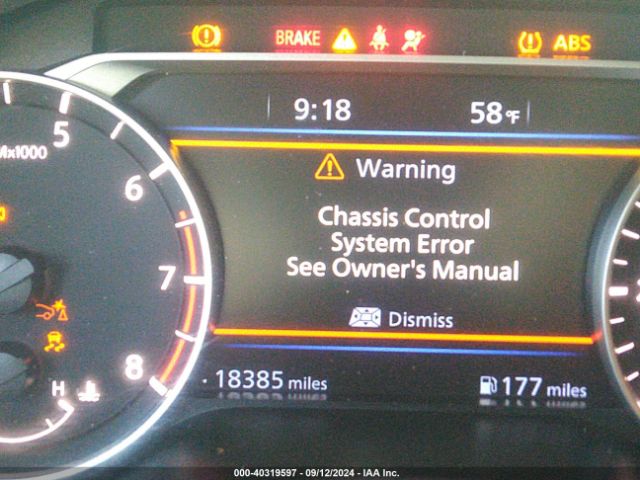 BRAKE ABS
9:18 58°F
Warning
Chassis Control
System Error
See Owner's Manual
Dismiss
18385 miles 177 miles
x1000
5
6
7
8
H
000-40319597 - 09/12/2024 - IAA Inc.